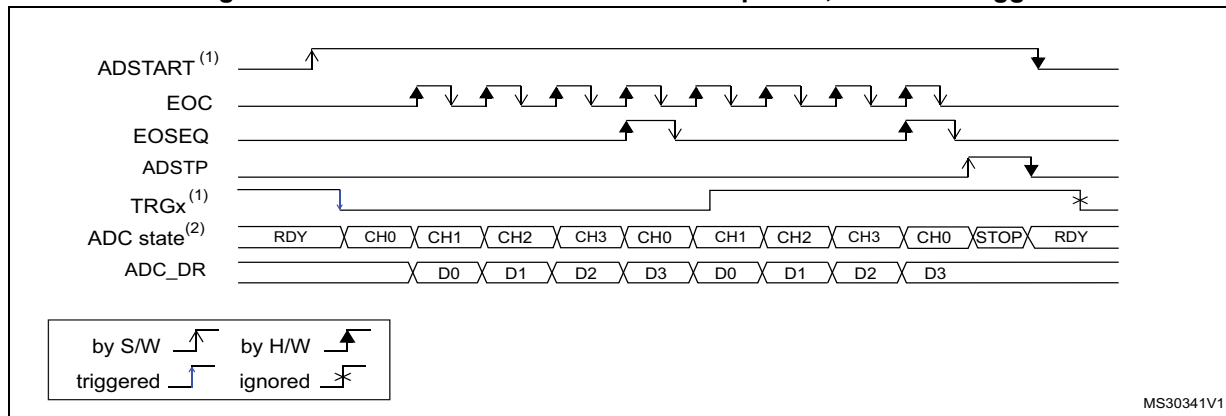 ADSTART (1)
EOC
EOSEQ
ADSTP
TRGx (1)
ADC state(2) RDY CH0 CH1 CH2 CH3 CH0 CH1 CH2 CH3 CH0 STOP RDY
ADC_DR D0 D1 D2 D3 D0 D1 D2 D3
by S/W by H/W
triggered ignored
MS30341V1